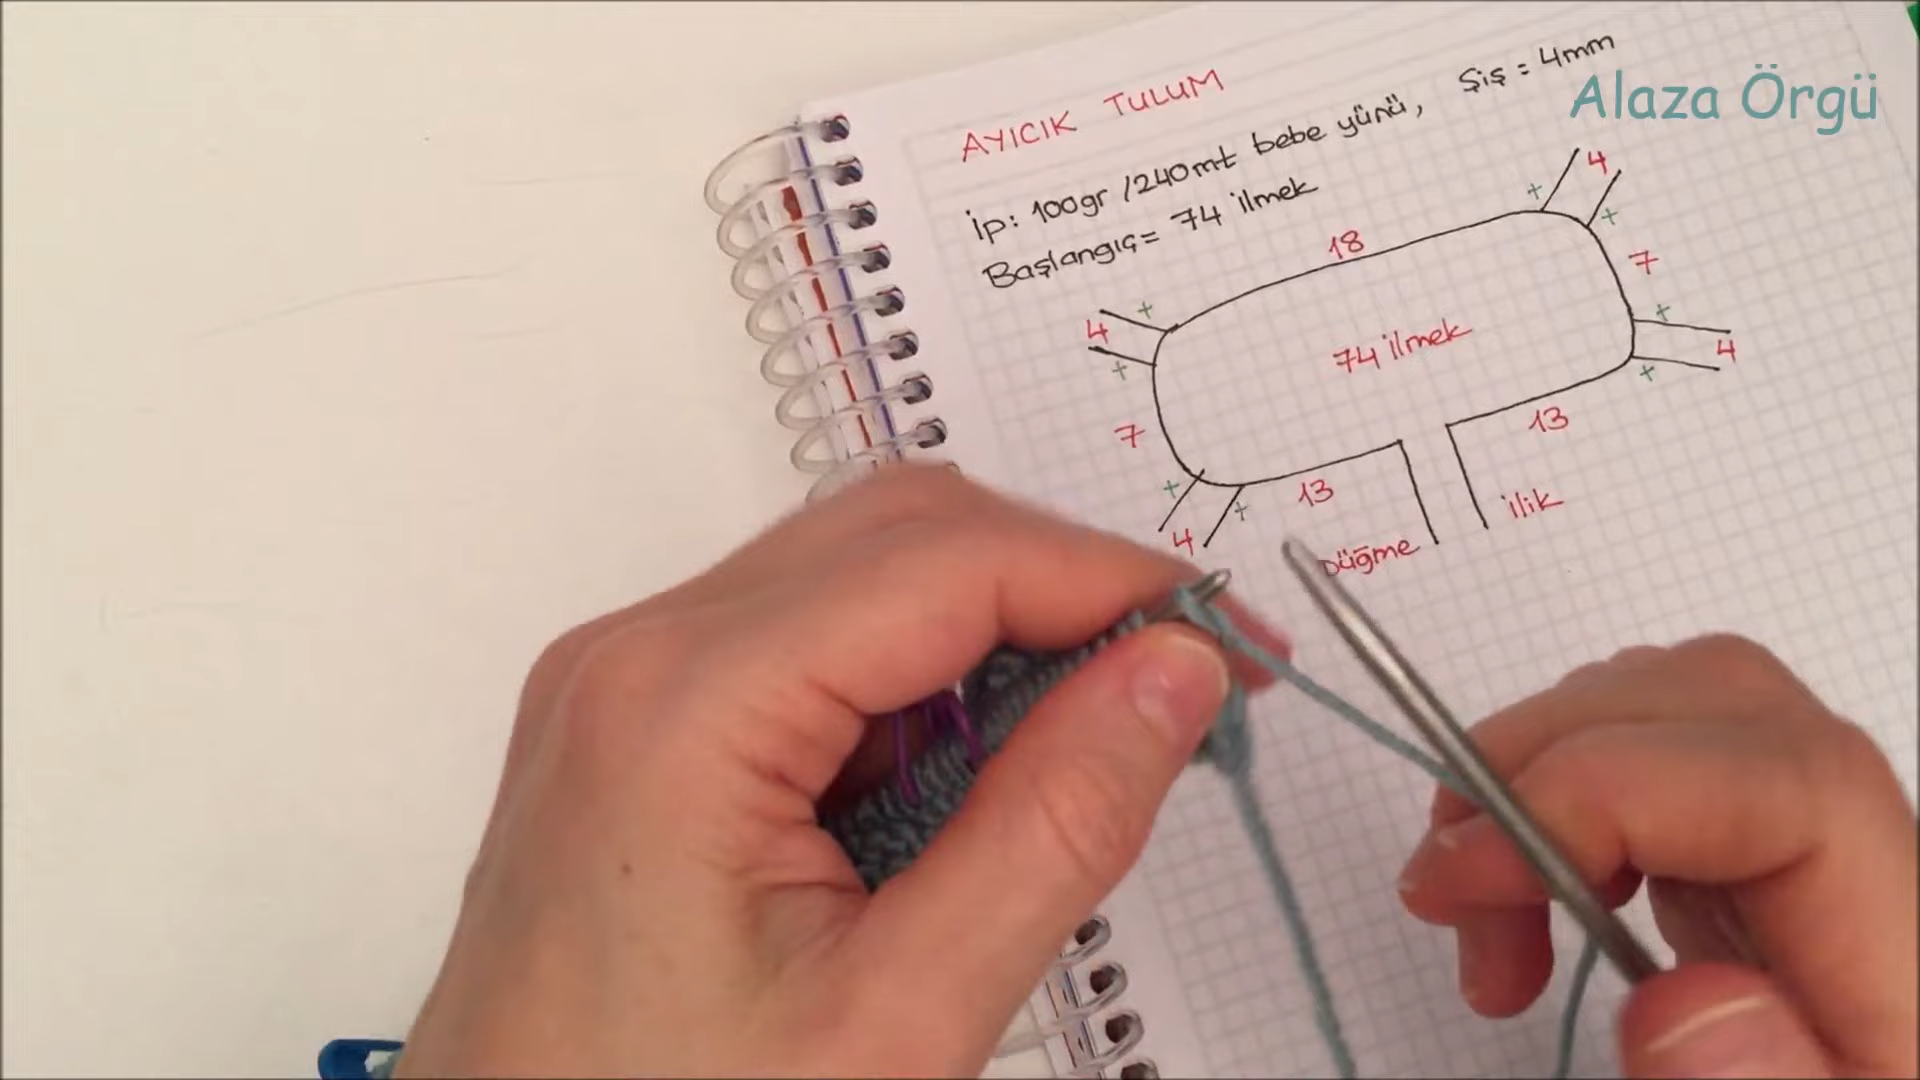 AYICIK TULUM
Alaza Örgü
İp: 100gr /240mt bebe yünü, Şiş = 4mm
Başlangıç = 74 ilmek
4
+
+
18
7
+
4
+
74 ilmek
+
4
+
7
13
13
+
4
+
Düğme
ilik